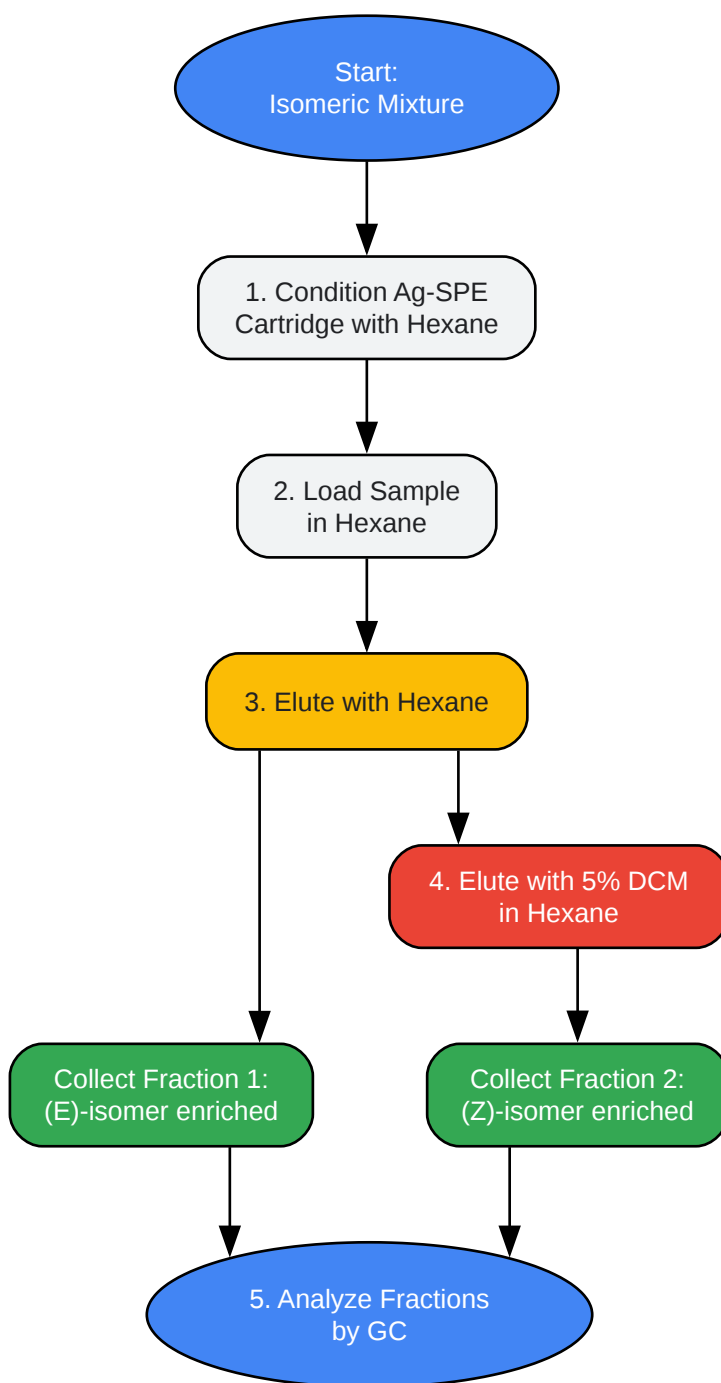 Start:
Isomeric Mixture
1. Condition Ag-SPE
Cartridge with Hexane
2. Load Sample
in Hexane
3. Elute with Hexane
4. Elute with 5% DCM
in Hexane
Collect Fraction 1:
(E)-isomer enriched
Collect Fraction 2:
(Z)-isomer enriched
5. Analyze Fractions
by GC